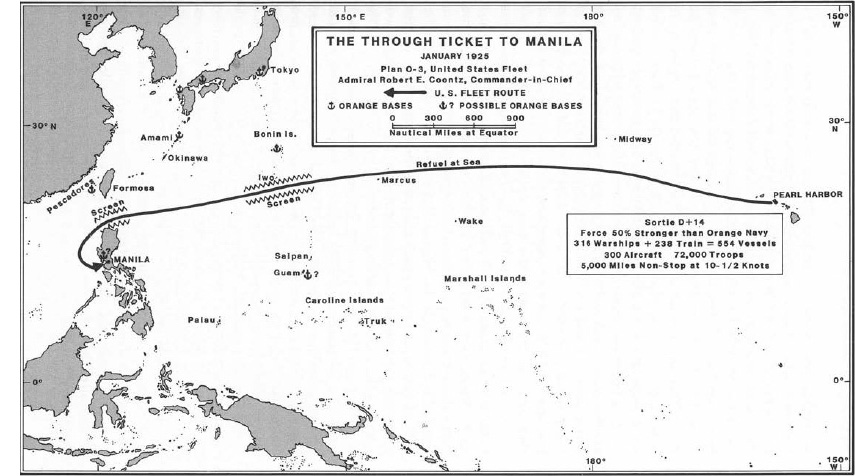 120° E
150° E
180°
150° W
THE THROUGH TICKET TO MANILA
JANUARY 1925
Plan O-3, United States Fleet
Admiral Robert E. Coontz, Commander-in-Chief
U. S. FLEET ROUTE
ORANGE BASES
? POSSIBLE ORANGE BASES
0 300 600 900
Nautical Miles at Equator
Tokyo
30° N
30° N
Amami
Bonin Is.
Midway
Okinawa
Refuel at Sea
Iwo
Marcus
Pescadores
Formosa
Screen
Screen
PEARL HARBOR
Wake
Sortie D+14
Force 50% Stronger than Orange Navy
316 Warships + 238 Train = 554 Vessels
300 Aircraft 72,000 Troops
5,000 Miles Non-Stop at 10-1/2 Knots
?
MANILA
Saipan
Guam ?
Marshall Islands
Caroline Islands
Palau
Truk
0°
0°
180°
150° W